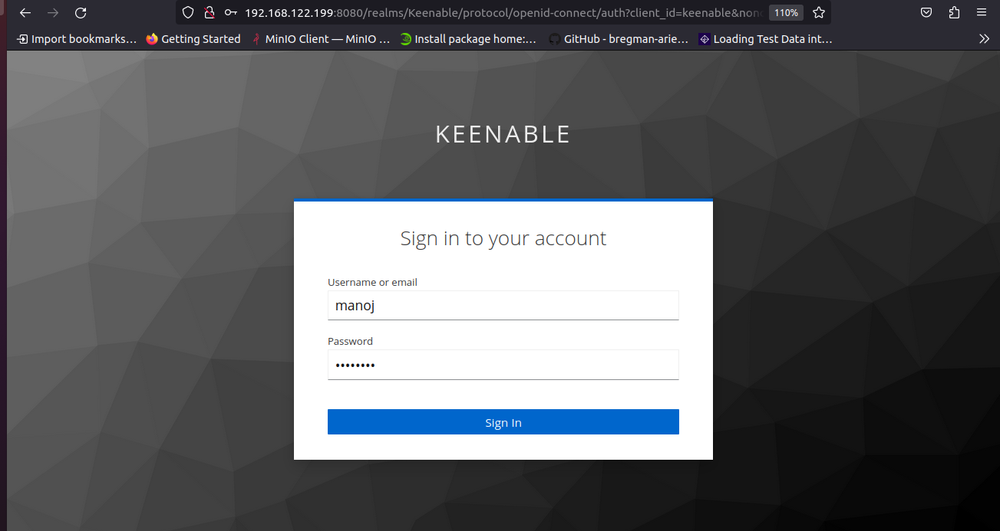 192.168.122.199:8080/realms/Keenable/protocol/openid-connect/auth?client_id=keenable&nonc
110%
Import bookmarks… Getting Started MinIO Client — MinIO … Install package home:… GitHub - bregman-arie… Loading Test Data int…
KEENABLE
Sign in to your account
Username or email
manoj
Password
••••••••
Sign In